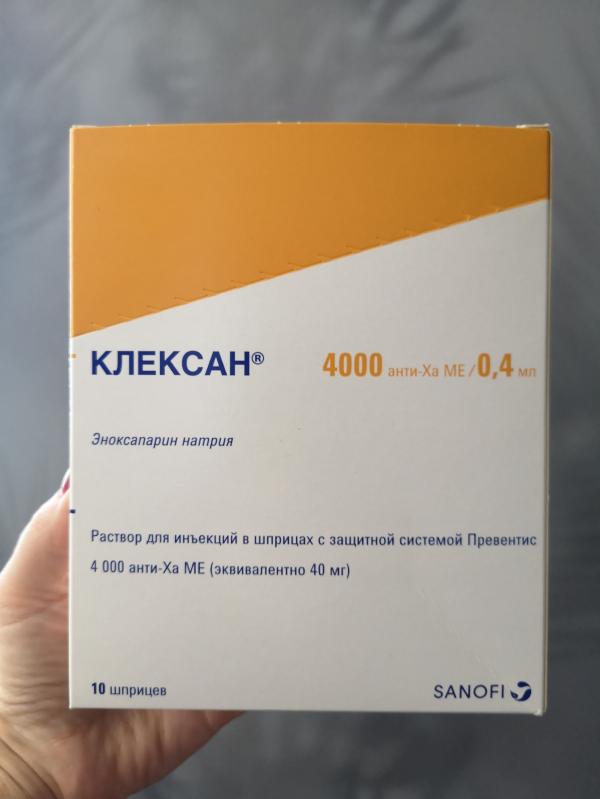 КЛЕКСАН® 4000 анти-Ха МЕ/0,4 мл
Эноксапарин натрия
Раствор для инъекций в шприцах с защитной системой Превентис
4 000 анти-Ха МЕ (эквивалентно 40 мг)
10 шприцев SANOFI